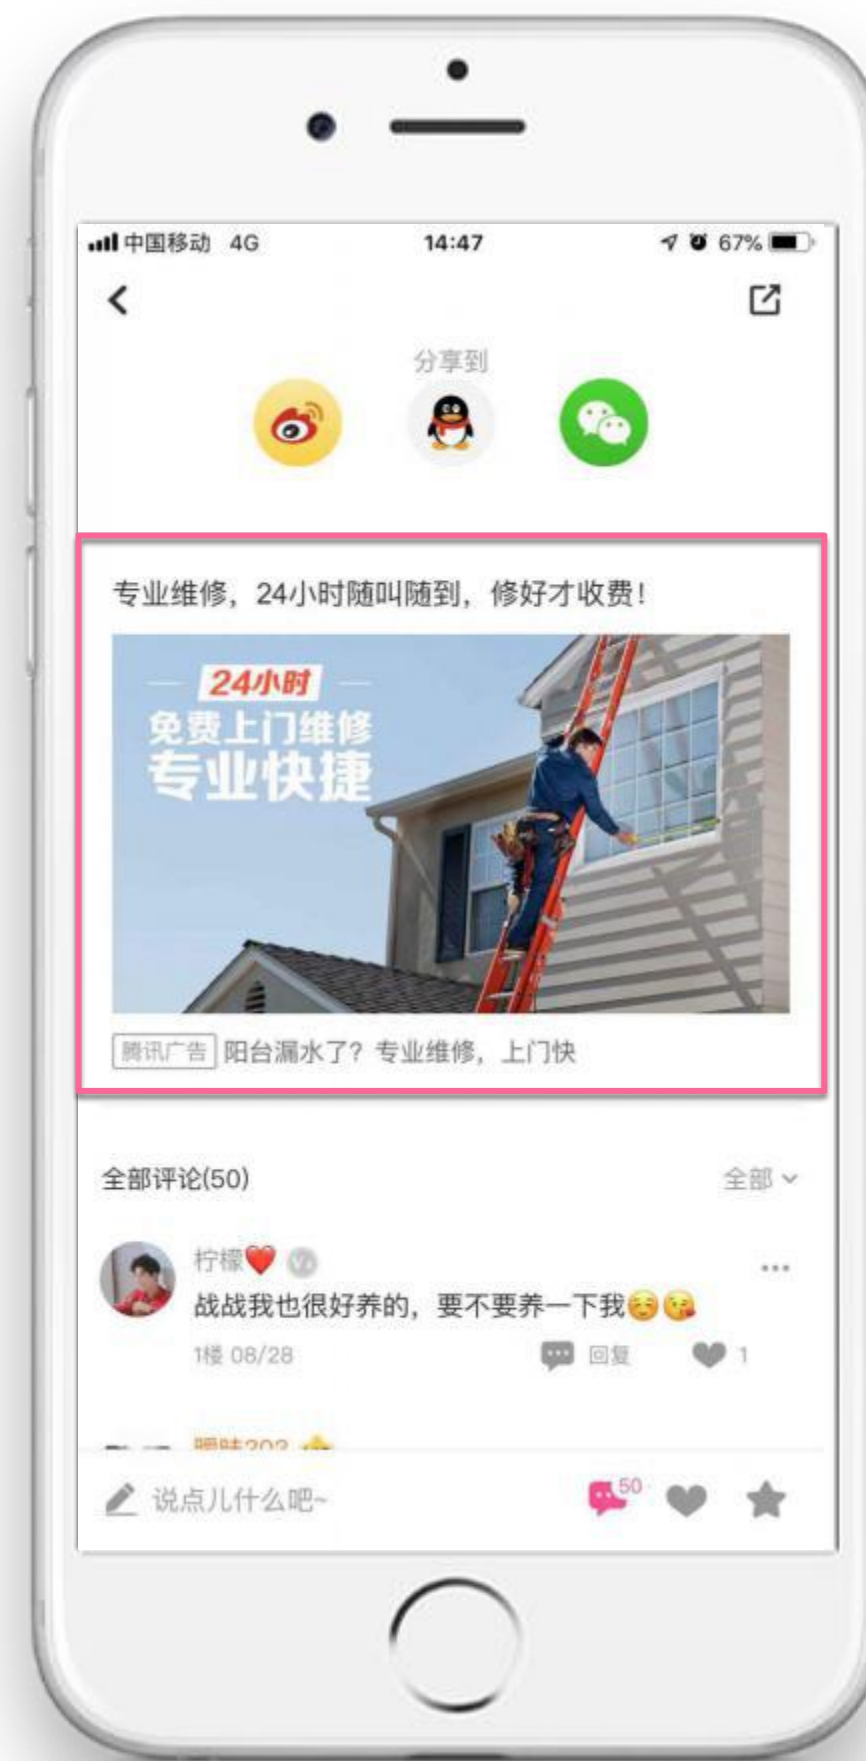 中国移动 4G 14:47 67%
分享到
专业维修，24小时随叫随到，修好才收费！
24小时
免费上门维修
专业快捷
腾讯广告 阳台漏水了？专业维修，上门快
全部评论(50) 全部
柠檬❤️
战战我也很好养的，要不要养一下我☺️😘
1楼 08/28 回复 1
说点儿什么吧~ 50